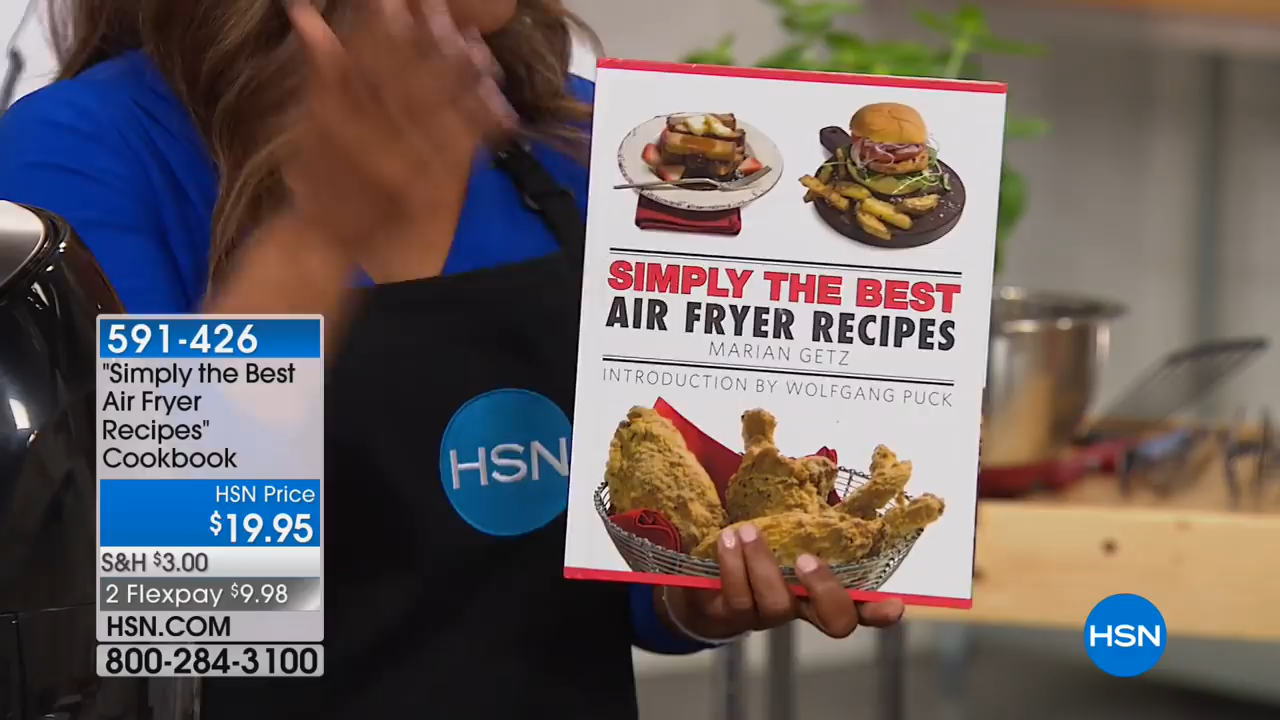 591-426
"Simply the Best
Air Fryer
Recipes"
Cookbook
HSN Price
$19.95
S&H $3.00
2 Flexpay $9.98
HSN.COM
800-284-3100
HSN
SIMPLY THE BEST
AIR FRYER RECIPES
MARIAN GETZ
INTRODUCTION BY WOLFGANG PUCK
HSN